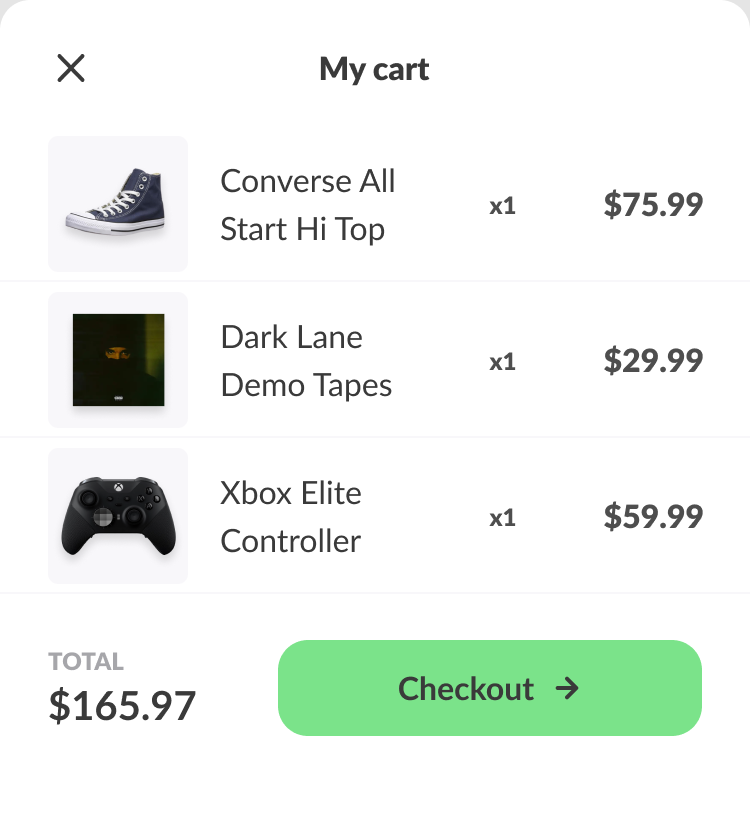 My cart
Converse All
Start Hi Top
x1
$75.99
Dark Lane
Demo Tapes
x1
$29.99
Xbox Elite
Controller
x1
$59.99
TOTAL
$165.97
Checkout →